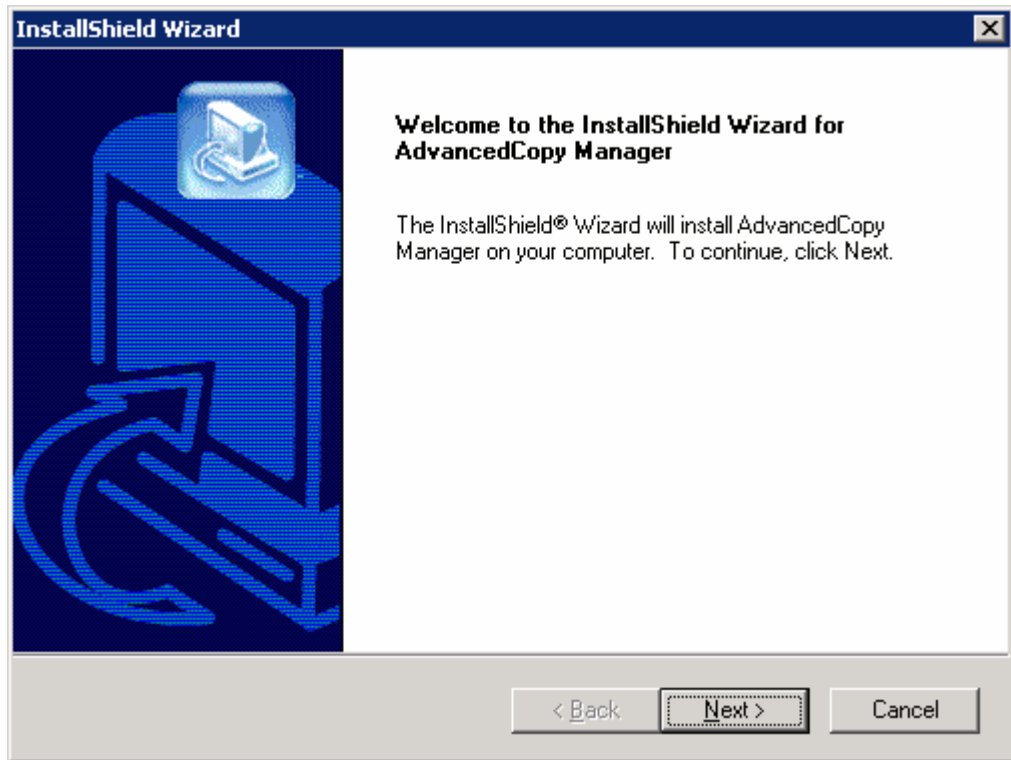 InstallShield Wizard
Welcome to the InstallShield Wizard for
AdvancedCopy Manager
The InstallShield® Wizard will install AdvancedCopy
Manager on your computer.  To continue, click Next.
< Back
Next >
Cancel